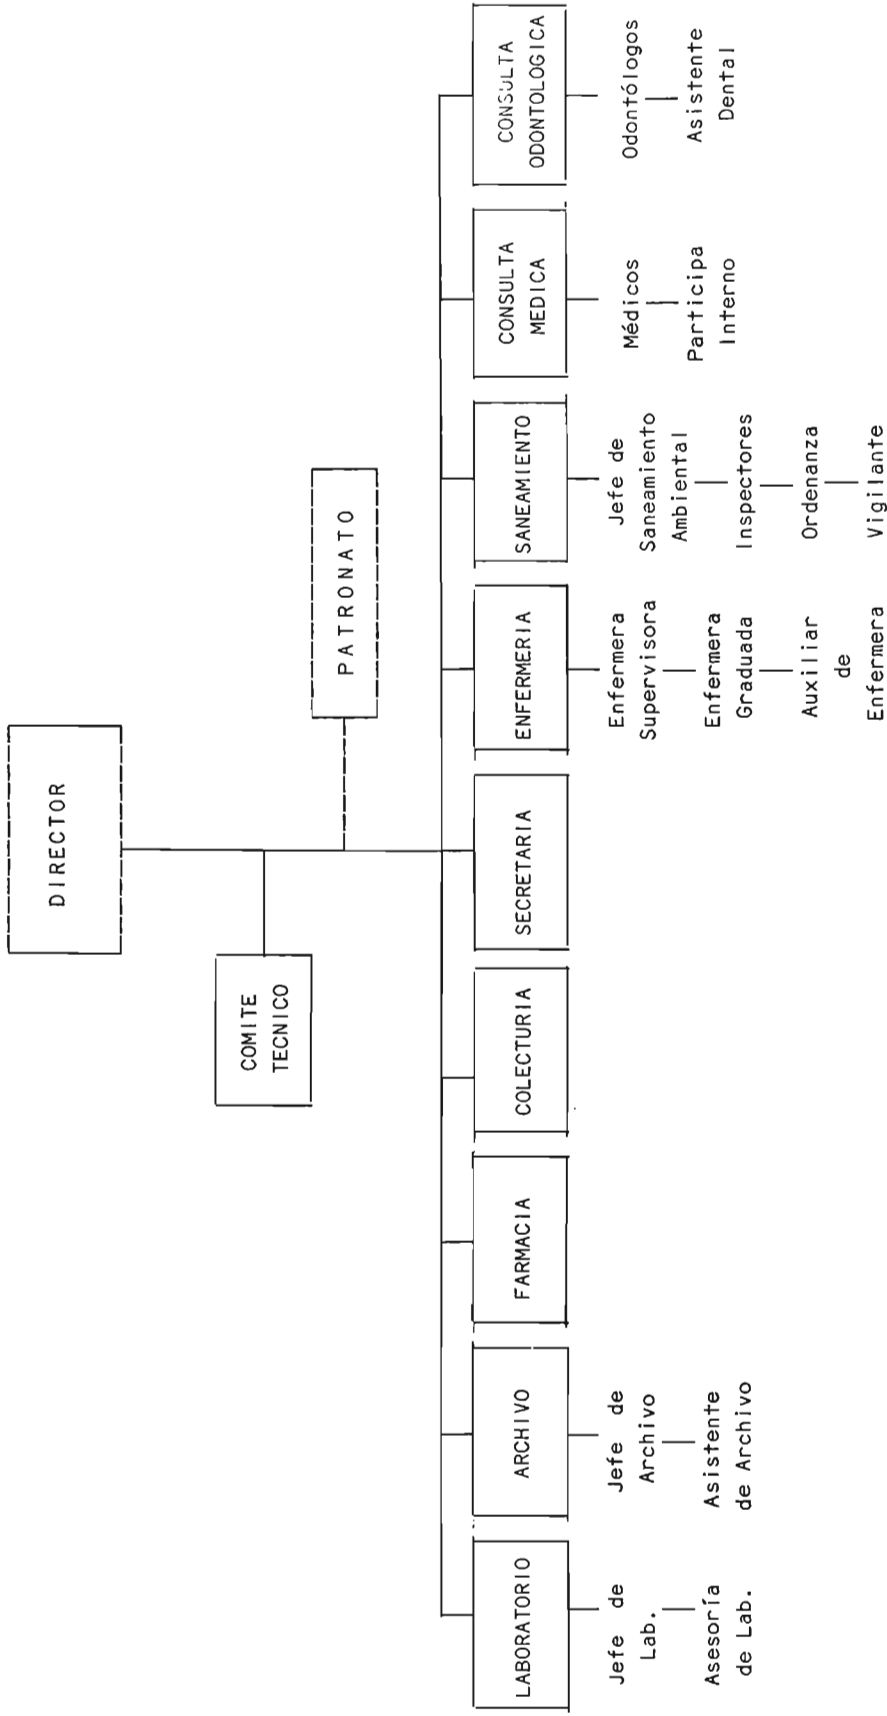 DIRECTOR
COMITE
TECNICO
PATRONATO
LABORATORIO
Jefe de
Lab.
Asesoría
de Lab.
ARCHIVO
Jefe de
Archivo
Asistente
de Archivo
FARMACIA
COLECTURIA
SECRETARIA
ENFERMERIA
Enfermera
Supervisora
Enfermera
Graduada
Auxiliar
de
Enfermera
SANEAMIENTO
Jefe de
Saneamiento
Ambiental
Inspectores
Ordenanza
Vigilante
CONSULTA
MEDICA
Médicos
Participa
Interno
CONSULTA
ODONTOLOGICA
Odontólogos
Asistente
Dental